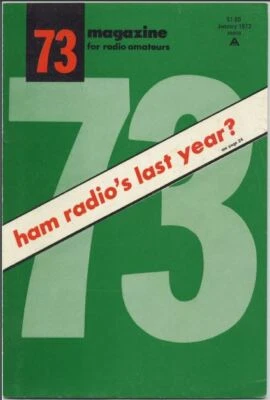 73
magazine
for radio amateurs
January 1973
73
ham radio's last year?